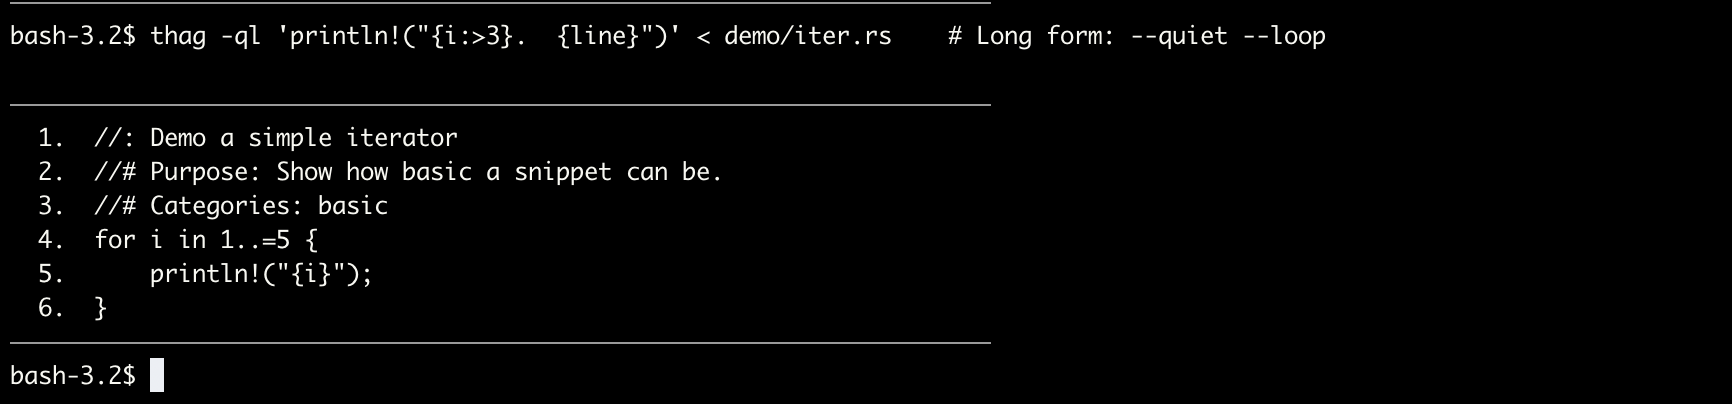 bash-3.2$ thag -ql 'println!("{i:>3}.  {line}")' < demo/iter.rs    # Long form: --quiet --loop
  1.  //: Demo a simple iterator
  2.  //# Purpose: Show how basic a snippet can be.
  3.  //# Categories: basic
  4.  for i in 1..=5 {
  5.      println!("{i}");
  6.  }
bash-3.2$